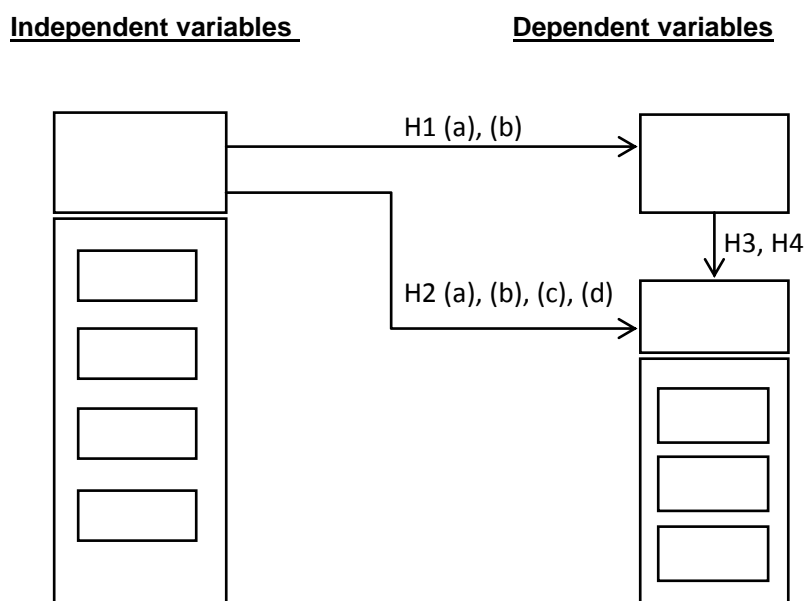 Independent variables
Dependent variables
H1 (a), (b)
H3, H4
H2 (a), (b), (c), (d)